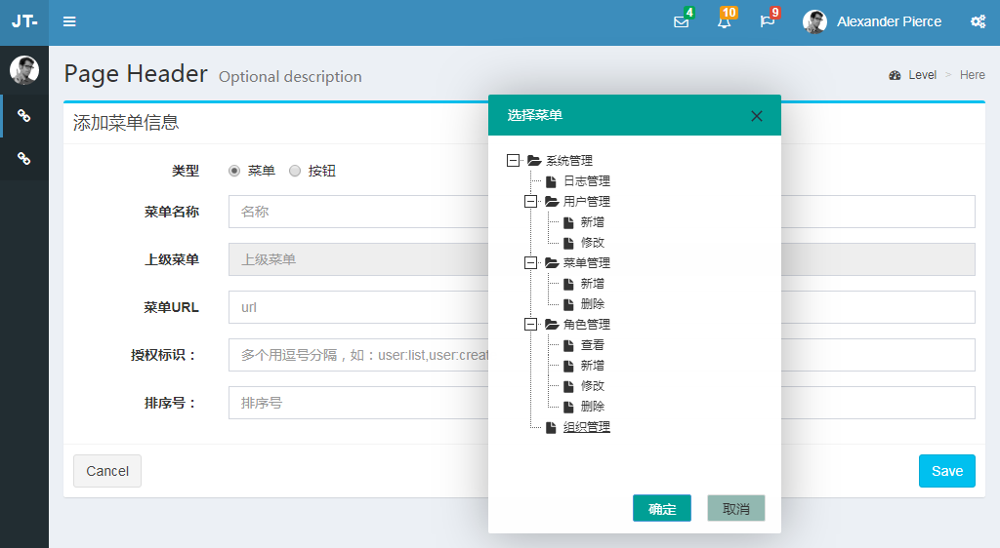 JT-
4
10
9
Alexander Pierce
Page Header Optional description
Level > Here
添加菜单信息
类型 菜单 按钮
菜单名称 名称
上级菜单 上级菜单
菜单URL url
授权标识： 多个用逗号分隔，如：user:list,user:creat
排序号： 排序号
Cancel
Save
选择菜单
系统管理
日志管理
用户管理
新增
修改
菜单管理
新增
删除
角色管理
查看
新增
修改
删除
组织管理
确定 取消